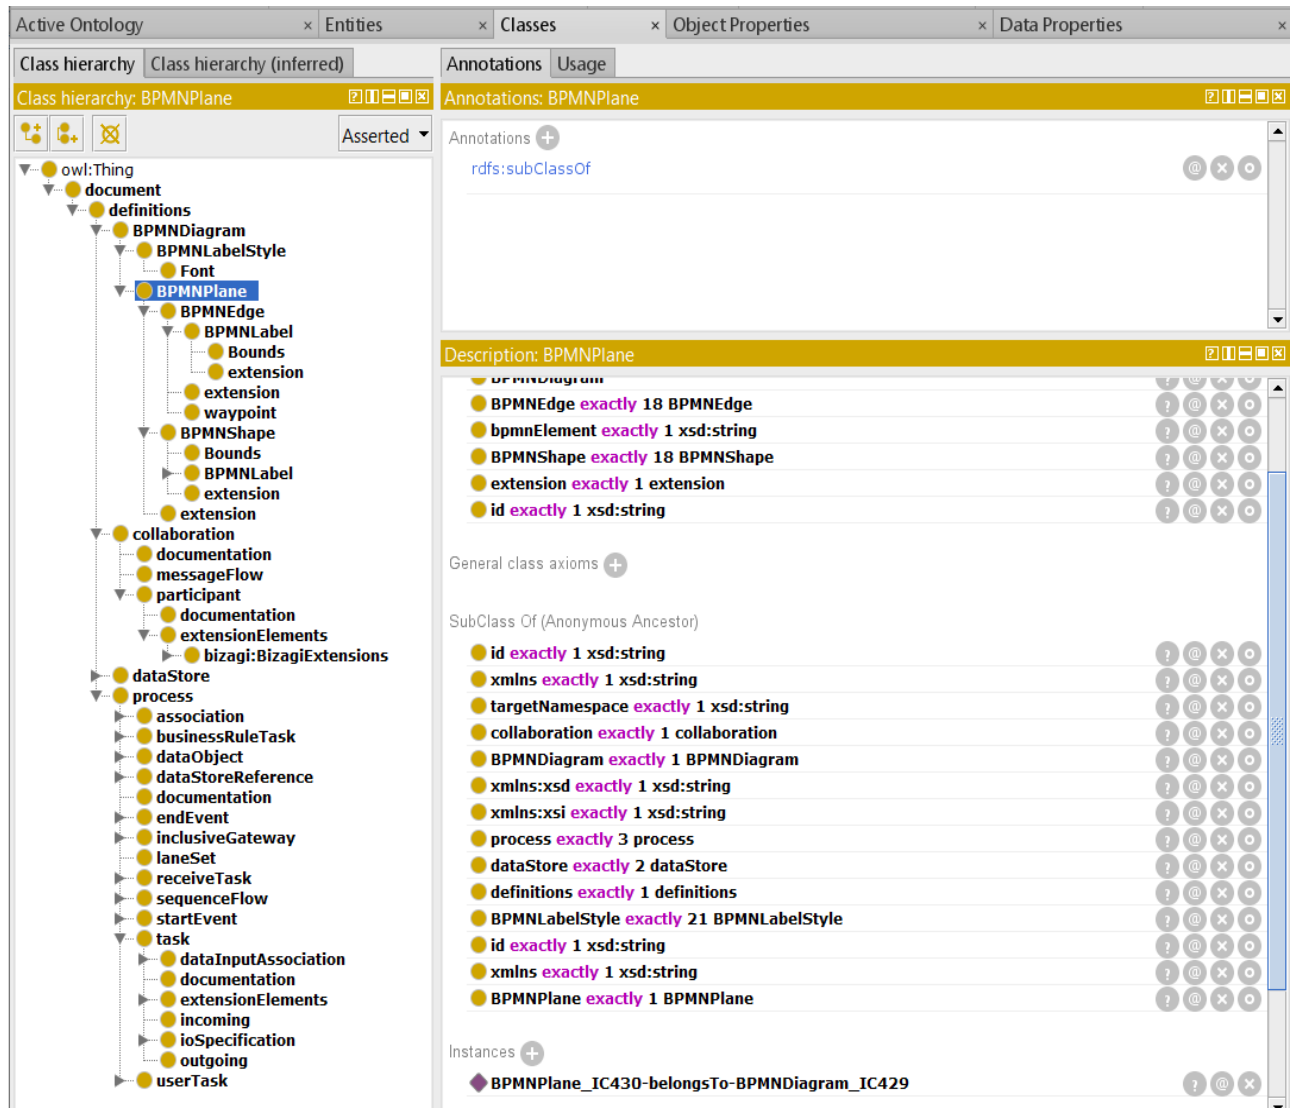 Active Ontology × Entities × Classes × Object Properties × Data Properties ×
Class hierarchy Class hierarchy (inferred)
Class hierarchy: BPMNPlane
Asserted
owl:Thing
document
definitions
BPMNDiagram
BPMNLabelStyle
Font
BPMNPlane
BPMNEdge
BPMNLabel
Bounds
extension
extension
waypoint
BPMNShape
Bounds
BPMNLabel
extension
extension
collaboration
documentation
messageFlow
participant
documentation
extensionElements
bizagi:BizagiExtensions
dataStore
process
association
businessRuleTask
dataObject
dataStoreReference
documentation
endEvent
inclusiveGateway
laneSet
receiveTask
sequenceFlow
startEvent
task
dataInputAssociation
documentation
extensionElements
incoming
ioSpecification
outgoing
userTask
Annotations Usage
Annotations: BPMNPlane
Annotations
rdfs:subClassOf
Description: BPMNPlane
BPMNDiagram
BPMNEdge exactly 18 BPMNEdge
bpmnElement exactly 1 xsd:string
BPMNShape exactly 18 BPMNShape
extension exactly 1 extension
id exactly 1 xsd:string
General class axioms
SubClass Of (Anonymous Ancestor)
id exactly 1 xsd:string
xmlns exactly 1 xsd:string
targetNamespace exactly 1 xsd:string
collaboration exactly 1 collaboration
BPMNDiagram exactly 1 BPMNDiagram
xmlns:xsd exactly 1 xsd:string
xmlns:xsi exactly 1 xsd:string
process exactly 3 process
dataStore exactly 2 dataStore
definitions exactly 1 definitions
BPMNLabelStyle exactly 21 BPMNLabelStyle
id exactly 1 xsd:string
xmlns exactly 1 xsd:string
BPMNPlane exactly 1 BPMNPlane
Instances
BPMNPlane_IC430-belongsTo-BPMNDiagram_IC429